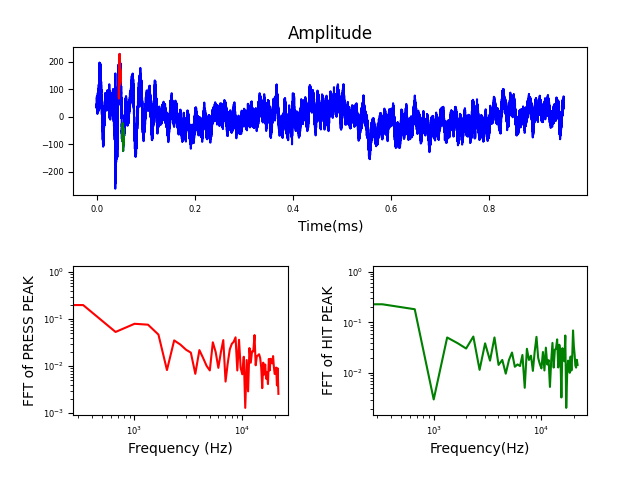 Amplitude
200
100
0
−100
−200
0.0 0.2 0.4 0.6 0.8
Time(ms)
FFT of PRESS PEAK
10⁰
10⁻¹
10⁻²
10⁻³
10³ 10⁴
Frequency (Hz)
FFT of HIT PEAK
10⁰
10⁻¹
10⁻²
10³ 10⁴
Frequency(Hz)